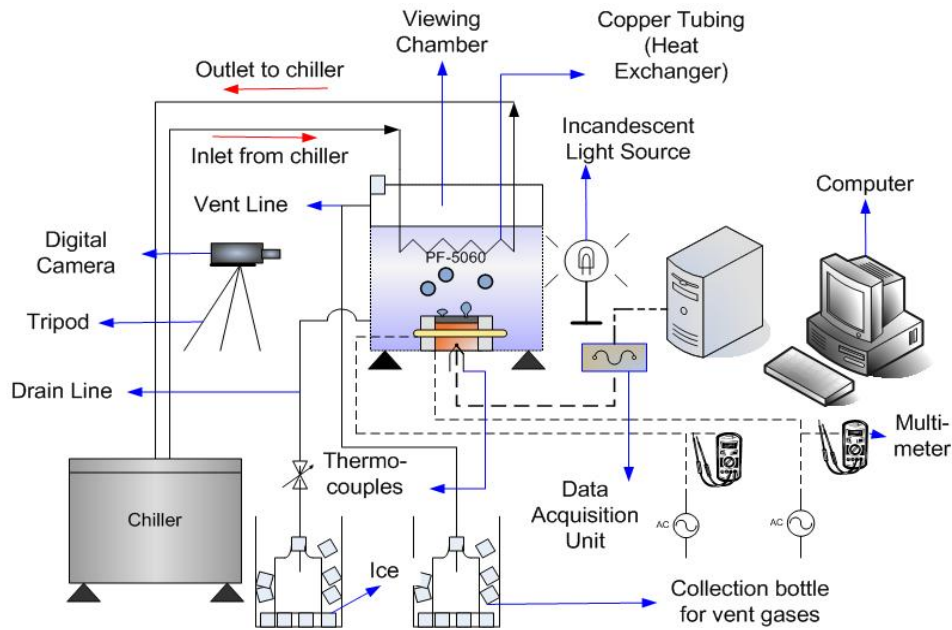 Viewing
Chamber
Copper Tubing
(Heat
Exchanger)
Outlet to chiller
Inlet from chiller
Incandescent
Light Source
Computer
Vent Line
Digital
Camera
PF-5060
Tripod
Drain Line
Multi-
meter
Thermo-
couples
Data
Acquisition
Unit
Chiller
AC
AC
Ice
Collection bottle
for vent gases